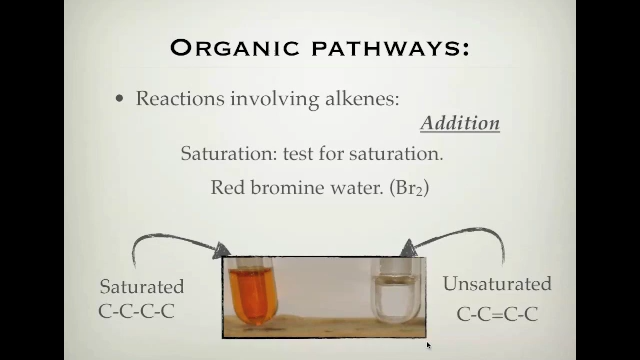 ORGANIC PATHWAYS:
• Reactions involving alkenes:
Addition
Saturation: test for saturation.
Red bromine water. (Br₂)
Saturated
C-C-C-C
Unsaturated
C-C=C-C